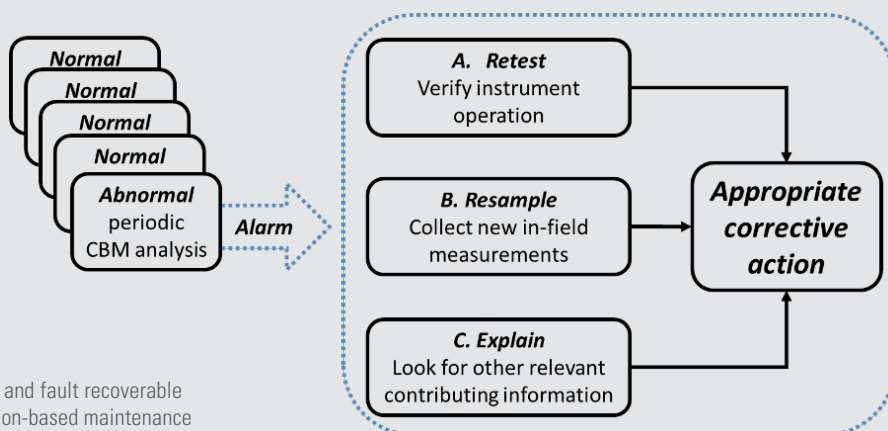 Normal
Normal
Normal
Normal
Abnormal
periodic
CBM analysis
Alarm
A. Retest
Verify instrument
operation
B. Resample
Collect new in-field
measurements
C. Explain
Look for other relevant
contributing information
Appropriate
corrective
action
and fault recoverable
on-based maintenance